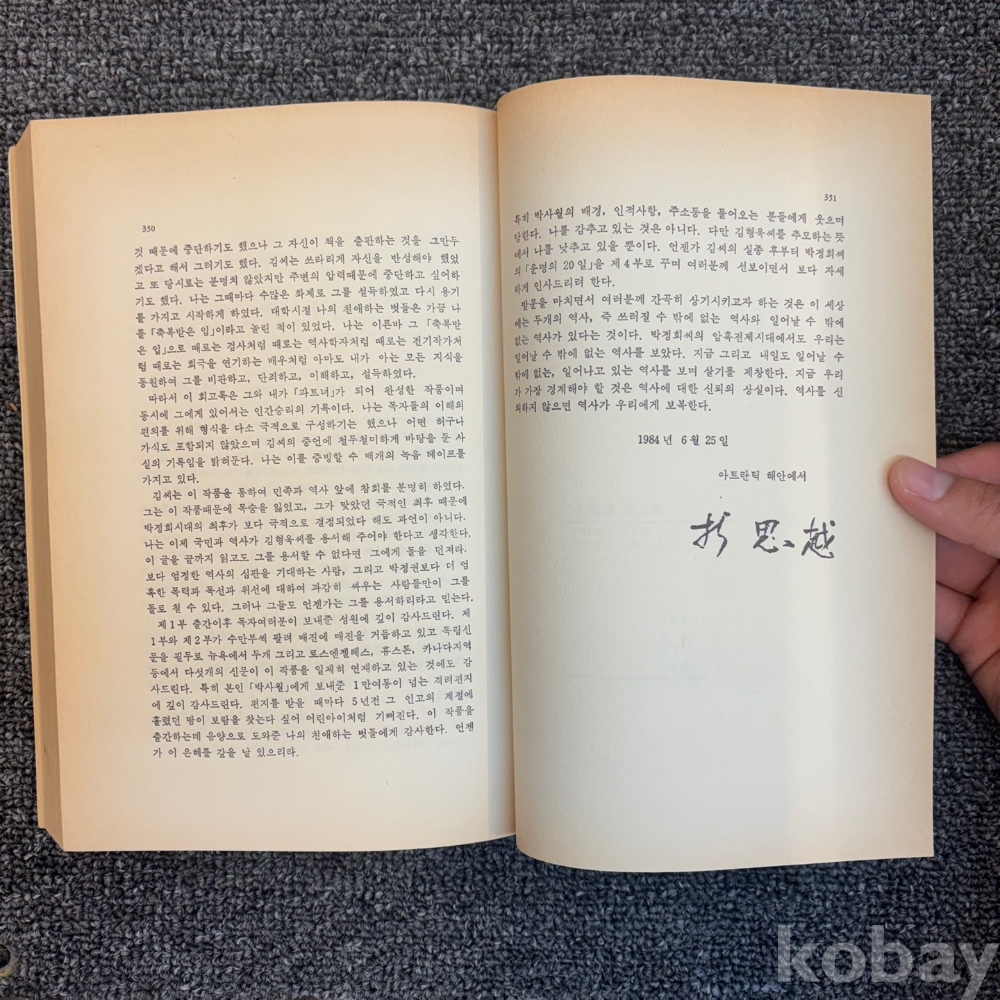 350
것 때문에 중단하기도 했으나 그 자신이 책을 출판하는 것을 그만두
겠다고 해서 그러기도 했다. 김씨는 쓰라리게 자신을 반성해야 했었
고 또 당시로는 분명치 않았지만 주변의 압력때문에 중단하고 싶어하
기도 했다. 나는 그때마다 수많은 화제로 그를 설득하였고 다시 용기
를 가지고 시작하게 하였다. 대학시절 나의 친애하는 벗들은 가끔 나
를 「축복받은 입」이라고 놀린 적이 있었다. 나는 이른바 그 「축복받
은 입」으로 때로는 검사처럼 때로는 역사학자처럼 때로는 전기작가처
럼 때로는 희극을 연기하는 배우처럼 아마도 내가 아는 모든 지식을
동원하여 그를 비판하고, 단죄하고, 이해하고, 설득하였다.
따라서 이 회고록은 그와 내가 「파트너」가 되어 완성한 작품이며
동시에 그에게 있어서는 인간승리의 기록이다. 나는 독자들의 이해의
편의를 위해 형식을 다소 극적으로 구성하기는 했으나 어떤 허구나
가식도 포함되지 않았으며 김씨의 증언에 철두철미하게 바탕을 둔 사
실의 기록임을 밝혀둔다. 나는 이를 증빙할 수 백개의 녹음 테이프를
가지고 있다.
김씨는 이 작품을 통하여 민족과 역사 앞에 참회를 분명히 하였다.
그는 이 작품때문에 목숨을 잃었고, 그가 맞았던 극적인 최후 때문에
박정희시대의 최후가 보다 극적으로 결정되었다 해도 과언이 아니다.
나는 이제 국민과 역사가 김형욱씨를 용서해 주어야 한다고 생각한다.
이 글을 끝까지 읽고도 그를 용서할 수 없다면 그에게 돌을 던져라.
보다 엄정한 역사의 심판을 기대하는 사람, 그리고 박정권보다 더 엄
혹한 폭력과 독선과 위선에 대하여 과감히 싸우는 사람들만이 그를
돌로 칠 수 있다. 그러나 그들도 언젠가는 그를 용서하리라고 믿는다.
제 1부 출간이후 독자여러분이 보내준 성원에 깊이 감사드린다. 제
1부와 제 2부가 수만부씩 팔려 매진에 매진을 거듭하고 있고 독립신
문을 필두로 뉴욕에서 두개 그리고 로스엔젤레스, 휴스톤, 카나다지역
등에서 다섯개의 신문이 이 작품을 일제히 연재하고 있는 것에도 감
사드린다. 특히 본인 「박사월」에게 보내준 1만여통이 넘는 격려편지
에 깊이 감사드린다. 편지를 받을 때마다 5년전 그 인고의 계절에
흘렸던 땀이 보람을 찾는다 싶어 어린아이처럼 기뻐진다. 이 작품을
출간하는데 음양으로 도와준 나의 친애하는 벗들에게 감사한다. 언젠
가 이 은혜를 갚을 날 있으리라.
351
특히 박사월의 배경, 인적사항, 주소등을 물어오는 분들에게 웃으며
답한다. 나를 감추고 있는 것은 아니다. 다만 김형욱씨를 추모하는 뜻
에서 나를 낮추고 있을 뿐이다. 언젠가 김씨의 실종 후부터 박정희씨
의 「운명의 20일」을 제 4부로 꾸며 여러분께 선보이면서 보다 자세
하게 인사드리려 한다.
발문을 마치면서 여러분께 간곡히 상기시키고자 하는 것은 이 세상
에는 두개의 역사, 즉 쓰러질 수 밖에 없는 역사와 일어날 수 밖에
없는 역사가 있다는 것이다. 박정희씨의 암흑전제시대에서도 우리는
일어날 수 밖에 없는 역사를 보았다. 지금 그리고 내일도 일어날 수
밖에 없는, 일어나고 있는 역사를 보며 살기를 제창한다. 지금 우리
가 가장 경계해야 할 것은 역사에 대한 신뢰의 상실이다. 역사를 신
뢰하지 않으면 역사가 우리에게 보복한다.
1984년 6월 25일
아트란틱 해안에서
朴思越
kobay